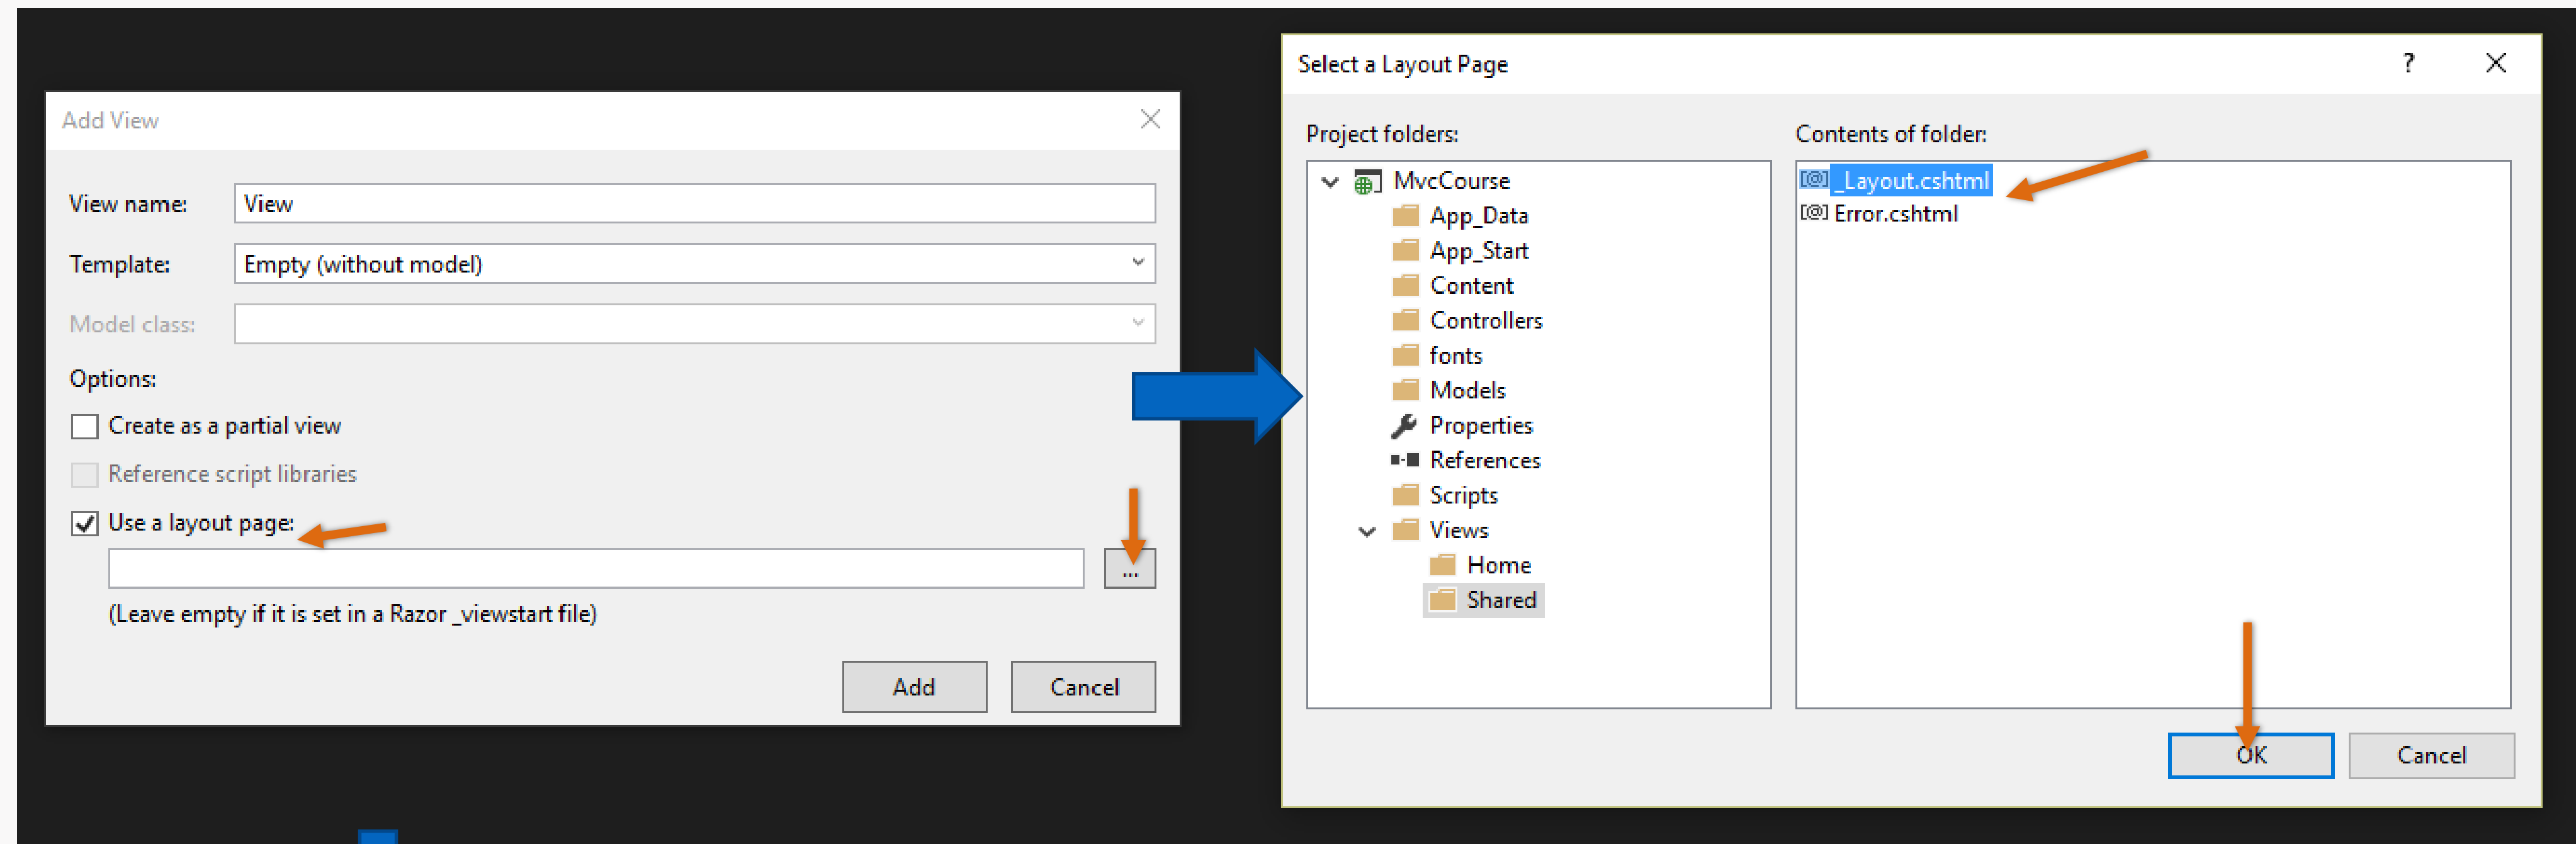 Add View
View name:
View
Template:
Empty (without model)
Model class:
Options:
Create as a partial view
Reference script libraries
Use a layout page:
...
(Leave empty if it is set in a Razor _viewstart file)
Add
Cancel
Select a Layout Page
?
Project folders:
MvcCourse
App_Data
App_Start
Content
Controllers
fonts
Models
Properties
References
Scripts
Views
Home
Shared
Contents of folder:
[@] _Layout.cshtml
[@] Error.cshtml
OK
Cancel